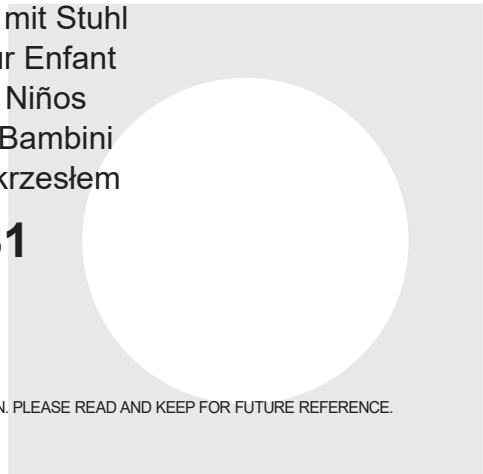 mit Stuhl
r Enfant
Niños
Bambini
krzesłem
1
N. PLEASE READ AND KEEP FOR FUTURE REFERENCE.